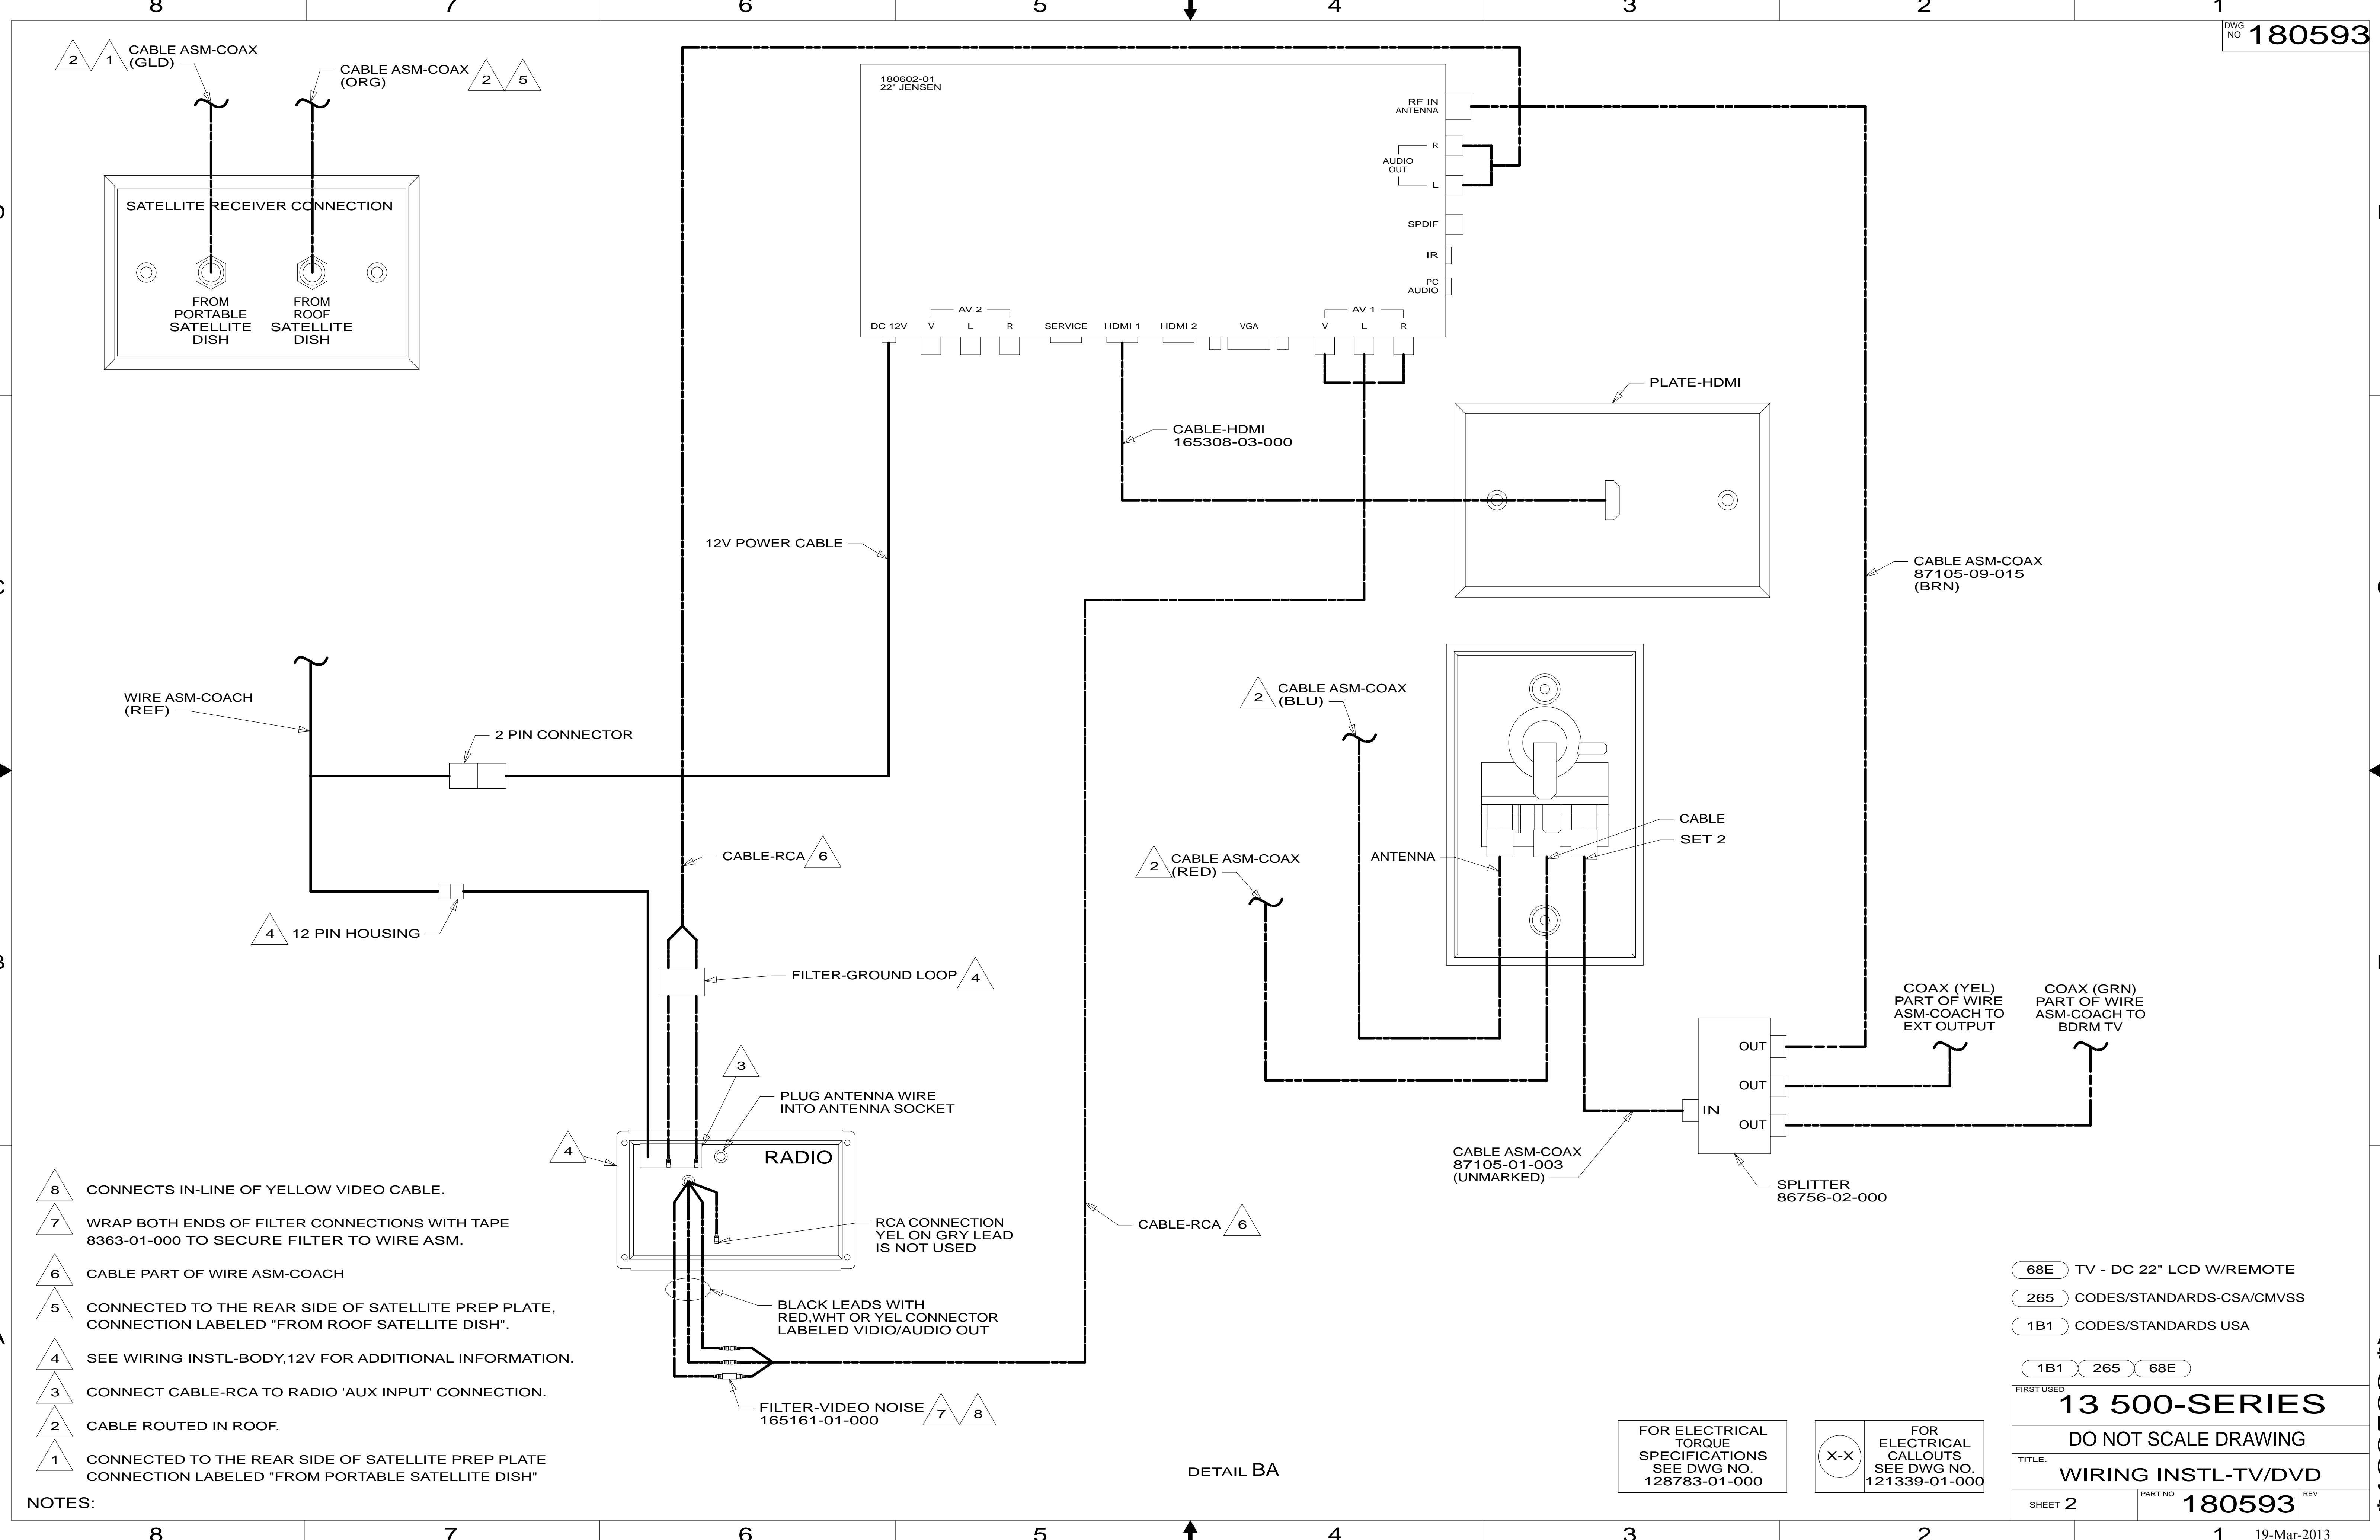 8 7 6 5 4 3 2 1
DWG
NO 180593
2 1 CABLE ASM-COAX
(GLD)
CABLE ASM-COAX
(ORG)
2 5
SATELLITE RECEIVER CONNECTION
FROM
PORTABLE
SATELLITE
DISH
FROM
ROOF
SATELLITE
DISH
180602-01
22" JENSEN
RF IN
ANTENNA
R
AUDIO
OUT
L
SPDIF
IR
PC
AUDIO
AV 2
AV 1
DC 12V V L R SERVICE HDMI 1 HDMI 2 VGA V L R
PLATE-HDMI
CABLE-HDMI
165308-03-000
12V POWER CABLE
CABLE ASM-COAX
87105-09-015
(BRN)
WIRE ASM-COACH
(REF)
2 PIN CONNECTOR
2 CABLE ASM-COAX
(BLU)
CABLE
SET 2
ANTENNA
2 CABLE ASM-COAX
(RED)
CABLE-RCA 6
4 12 PIN HOUSING
FILTER-GROUND LOOP 4
3
PLUG ANTENNA WIRE
INTO ANTENNA SOCKET
4
RADIO
COAX (YEL)
PART OF WIRE
ASM-COACH TO
EXT OUTPUT
COAX (GRN)
PART OF WIRE
ASM-COACH TO
BDRM TV
OUT
OUT
IN
OUT
CABLE ASM-COAX
87105-01-003
(UNMARKED)
SPLITTER
86756-02-000
RCA CONNECTION
YEL ON GRY LEAD
IS NOT USED
CABLE-RCA 6
BLACK LEADS WITH
RED,WHT OR YEL CONNECTOR
LABELED VIDIO/AUDIO OUT
FILTER-VIDEO NOISE
165161-01-000
7 8
8 CONNECTS IN-LINE OF YELLOW VIDEO CABLE.
7 WRAP BOTH ENDS OF FILTER CONNECTIONS WITH TAPE
8363-01-000 TO SECURE FILTER TO WIRE ASM.
6 CABLE PART OF WIRE ASM-COACH
5 CONNECTED TO THE REAR SIDE OF SATELLITE PREP PLATE,
CONNECTION LABELED "FROM ROOF SATELLITE DISH".
4 SEE WIRING INSTL-BODY,12V FOR ADDITIONAL INFORMATION.
3 CONNECT CABLE-RCA TO RADIO 'AUX INPUT' CONNECTION.
2 CABLE ROUTED IN ROOF.
1 CONNECTED TO THE REAR SIDE OF SATELLITE PREP PLATE
CONNECTION LABELED "FROM PORTABLE SATELLITE DISH"
NOTES:
DETAIL BA
68E TV - DC 22" LCD W/REMOTE
265 CODES/STANDARDS-CSA/CMVSS
1B1 CODES/STANDARDS USA
1B1 265 68E
FOR ELECTRICAL
TORQUE
SPECIFICATIONS
SEE DWG NO.
128783-01-000
X-X
FOR
ELECTRICAL
CALLOUTS
SEE DWG NO.
121339-01-000
FIRST USED
13 500-SERIES
DO NOT SCALE DRAWING
TITLE:
WIRING INSTL-TV/DVD
SHEET 2
PART NO 180593
REV
8 7 6 5 4 3 2 1
19-Mar-2013